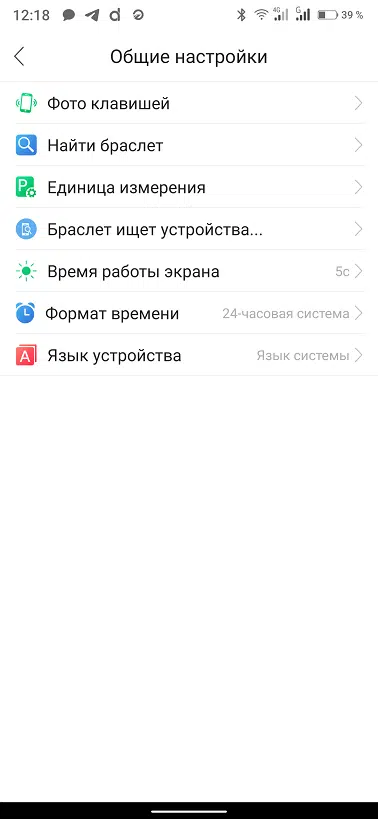 12:18 4G G 39 %
Общие настройки
Фото клавишей
Найти браслет
Единица измерения
Браслет ищет устройства...
Время работы экрана 5с
Формат времени 24-часовая система
Язык устройства Язык системы